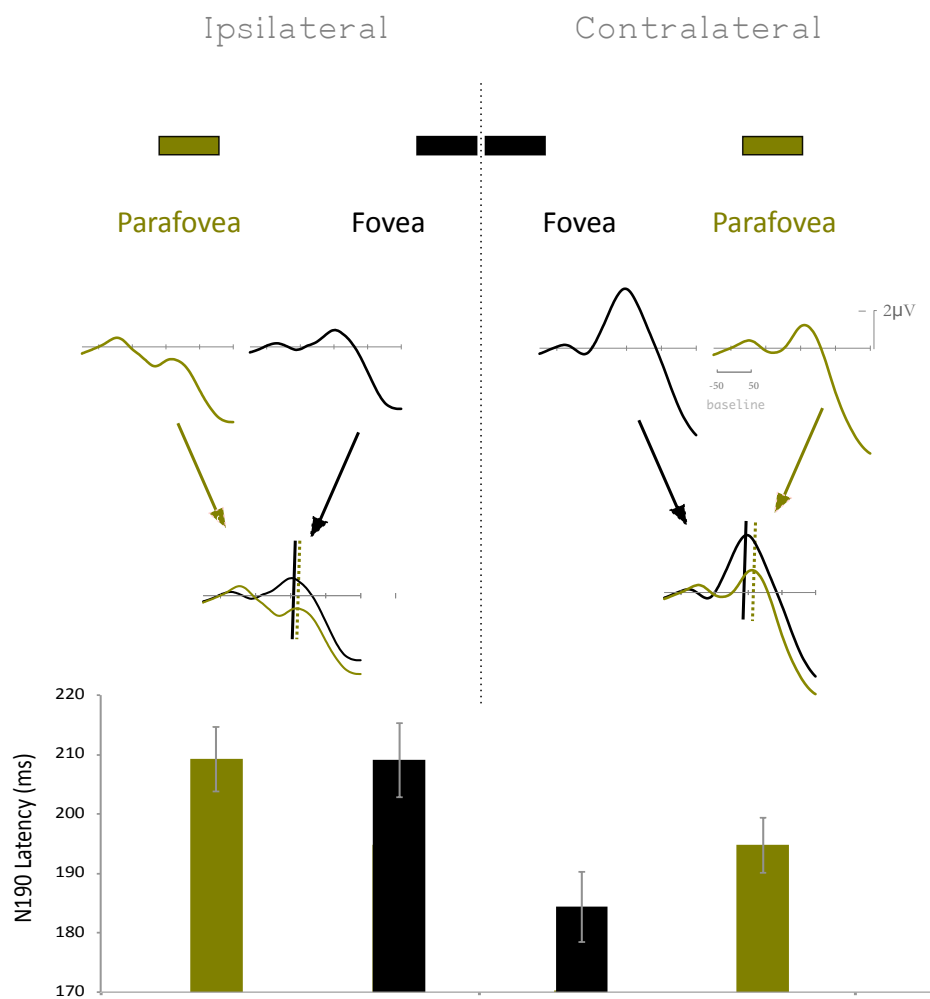 Ipsilateral Contralateral
Parafovea Fovea Fovea Parafovea
– 2μV
-50 50
baseline
220
210
200
190
180
170
N190 Latency (ms)